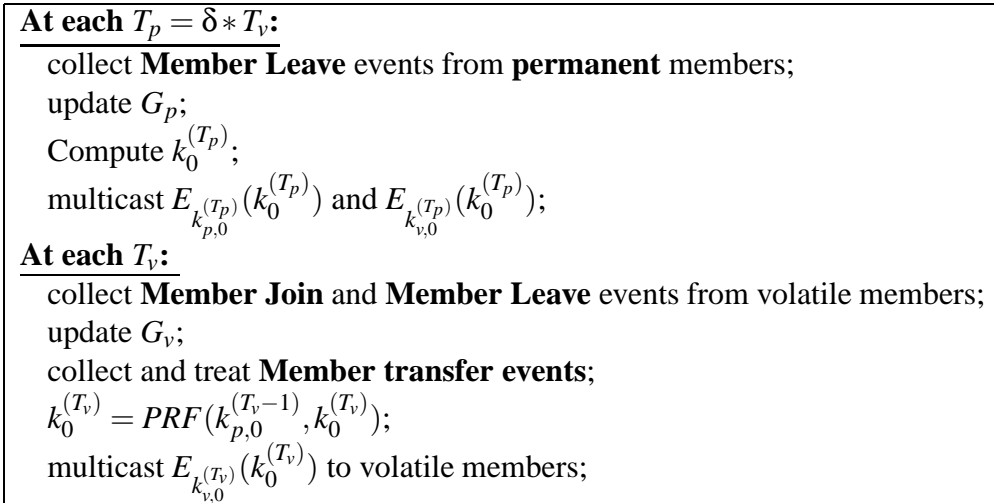 At each $T_p = \delta * T_v$:
collect Member Leave events from permanent members;
update $G_p$;
Compute $k_0^{(T_p)}$;
multicast $E_{k_{p,0}^{(T_p)}}(k_0^{(T_p)})$ and $E_{k_{v,0}^{(T_p)}}(k_0^{(T_p)})$;
At each $T_v$:
collect Member Join and Member Leave events from volatile members;
update $G_v$;
collect and treat Member transfer events;
$k_0^{(T_v)} = PRF(k_{p,0}^{(T_v-1)}, k_0^{(T_v)})$;
multicast $E_{k_{v,0}^{(T_v)}}(k_0^{(T_v)})$ to volatile members;